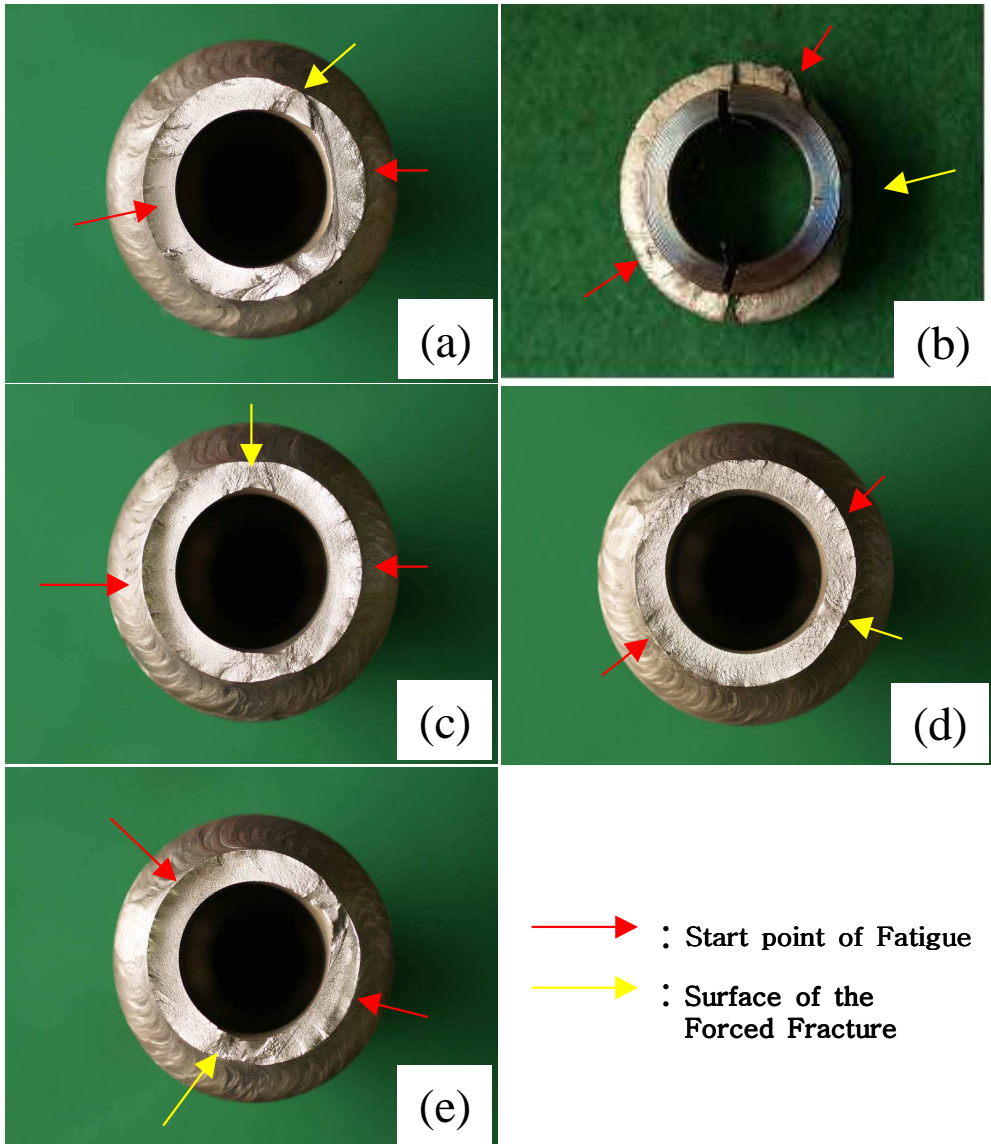 (a)
(b)
(c)
(d)
(e)
: Start point of Fatigue
: Surface of the
Forced Fracture